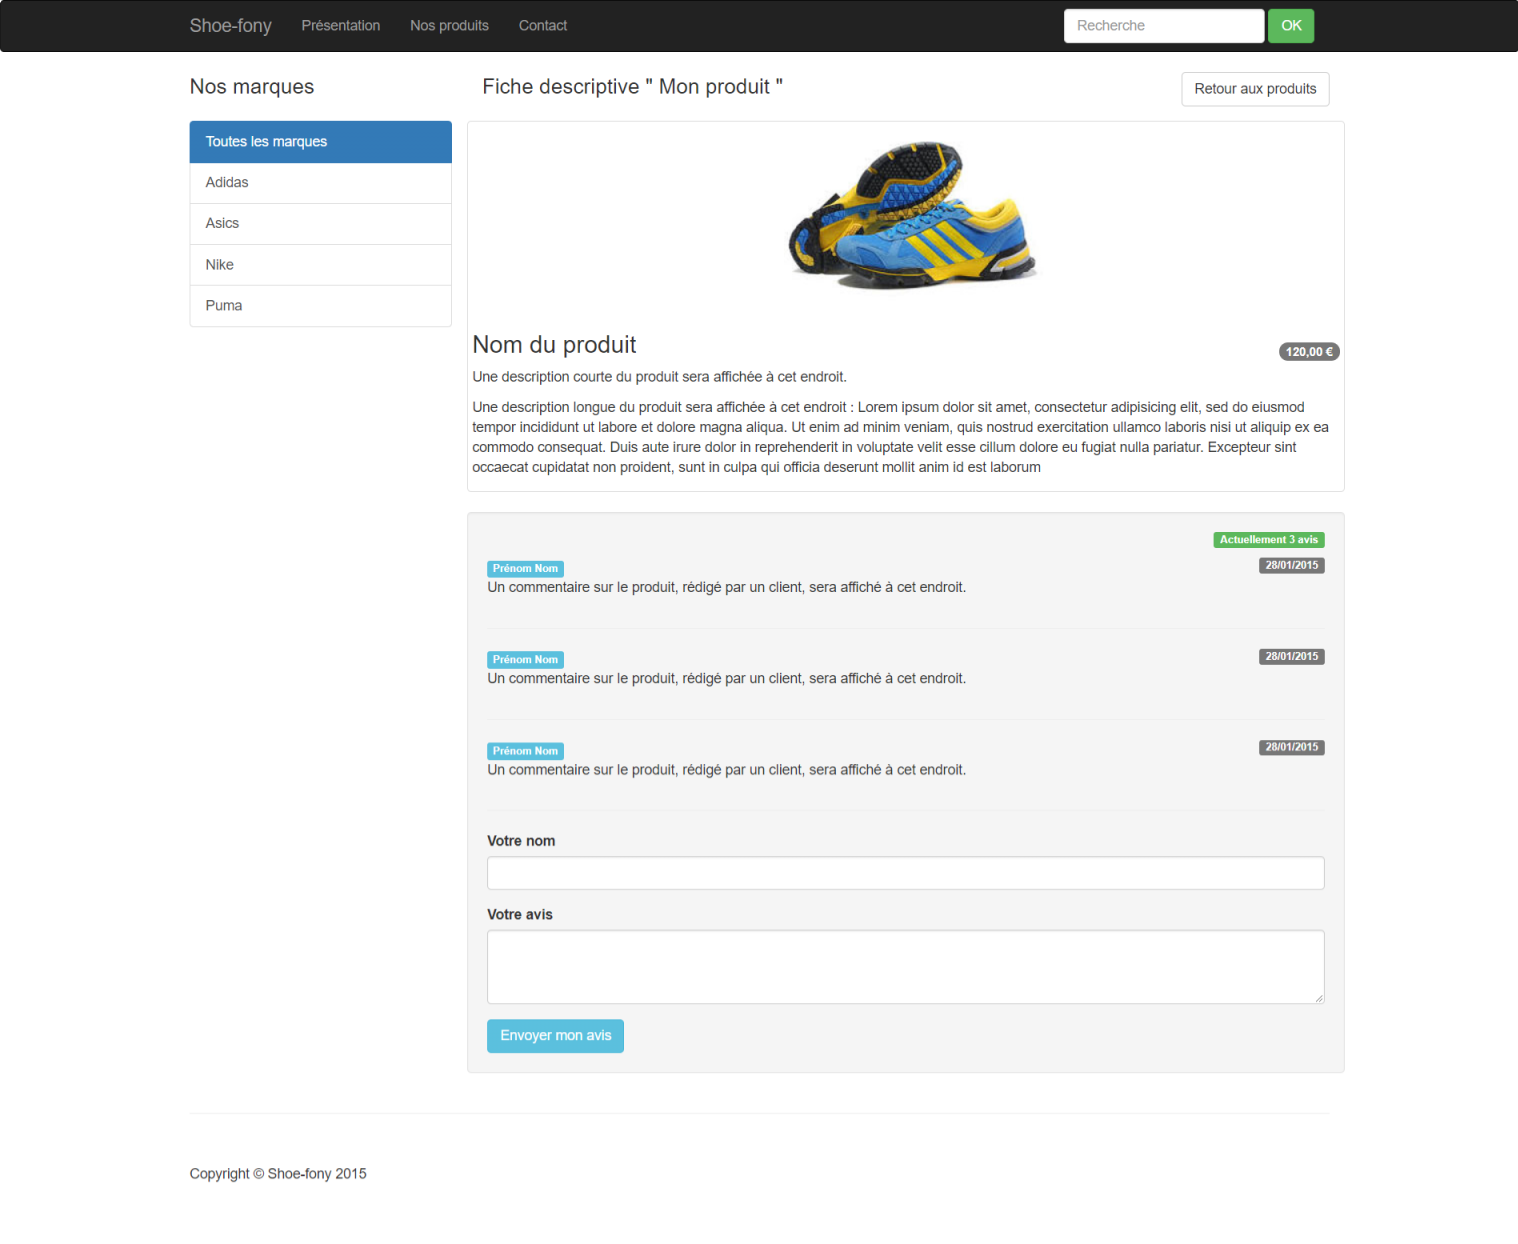 Shoe-fony Présentation Nos produits Contact Recherche OK
Nos marques
Toutes les marques
Adidas
Asics
Nike
Puma
Fiche descriptive " Mon produit "
Retour aux produits
Nom du produit
120,00 €
Une description courte du produit sera affichée à cet endroit.
Une description longue du produit sera affichée à cet endroit : Lorem ipsum dolor sit amet, consectetur adipisicing elit, sed do eiusmod
tempor incididunt ut labore et dolore magna aliqua. Ut enim ad minim veniam, quis nostrud exercitation ullamco laboris nisi ut aliquip ex ea
commodo consequat. Duis aute irure dolor in reprehenderit in voluptate velit esse cillum dolore eu fugiat nulla pariatur. Excepteur sint
occaecat cupidatat non proident, sunt in culpa qui officia deserunt mollit anim id est laborum
Actuellement 3 avis
Prénom Nom 28/01/2015
Un commentaire sur le produit, rédigé par un client, sera affiché à cet endroit.
Prénom Nom 28/01/2015
Un commentaire sur le produit, rédigé par un client, sera affiché à cet endroit.
Prénom Nom 28/01/2015
Un commentaire sur le produit, rédigé par un client, sera affiché à cet endroit.
Votre nom
Votre avis
Envoyer mon avis
Copyright © Shoe-fony 2015